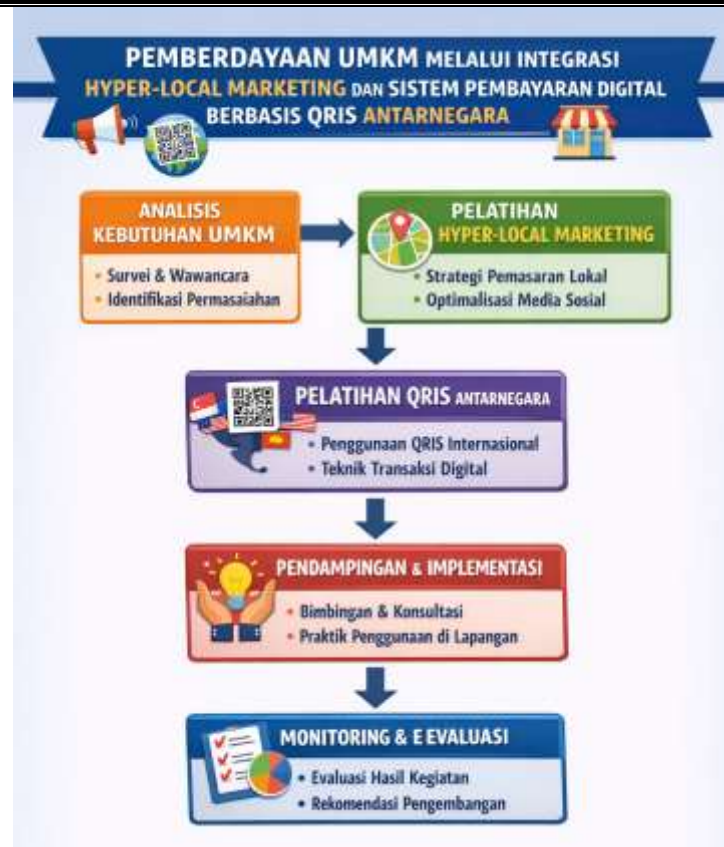 PEMBERDAYAAN UMKM MELALUI INTEGRASI
HYPER-LOCAL MARKETING DAN SISTEM PEMBAYARAN DIGITAL
BERBASIS QRIS ANTARNEGARA
ANALISIS
KEBUTUHAN UMKM
• Survei & Wawancara
• Identifikasi Permasaiahan
PELATIHAN
HYPER-LOCAL MARKETING
• Strategi Pemasaran Lokal
• Optimalisasi Media Sosial
PELATIHAN QRIS ANTARNEGARA
• Penggunaan QRIS Internasional
• Teknik Transaksi Digital
PENDAMPINGAN & IMPLEMENTASI
• Bimbingan & Konsultasi
• Praktik Penggunaan di Lapangan
MONITORING & E EVALUASI
• Evaluasi Hasil Kegiatan
• Rekomendasi Pengembangan